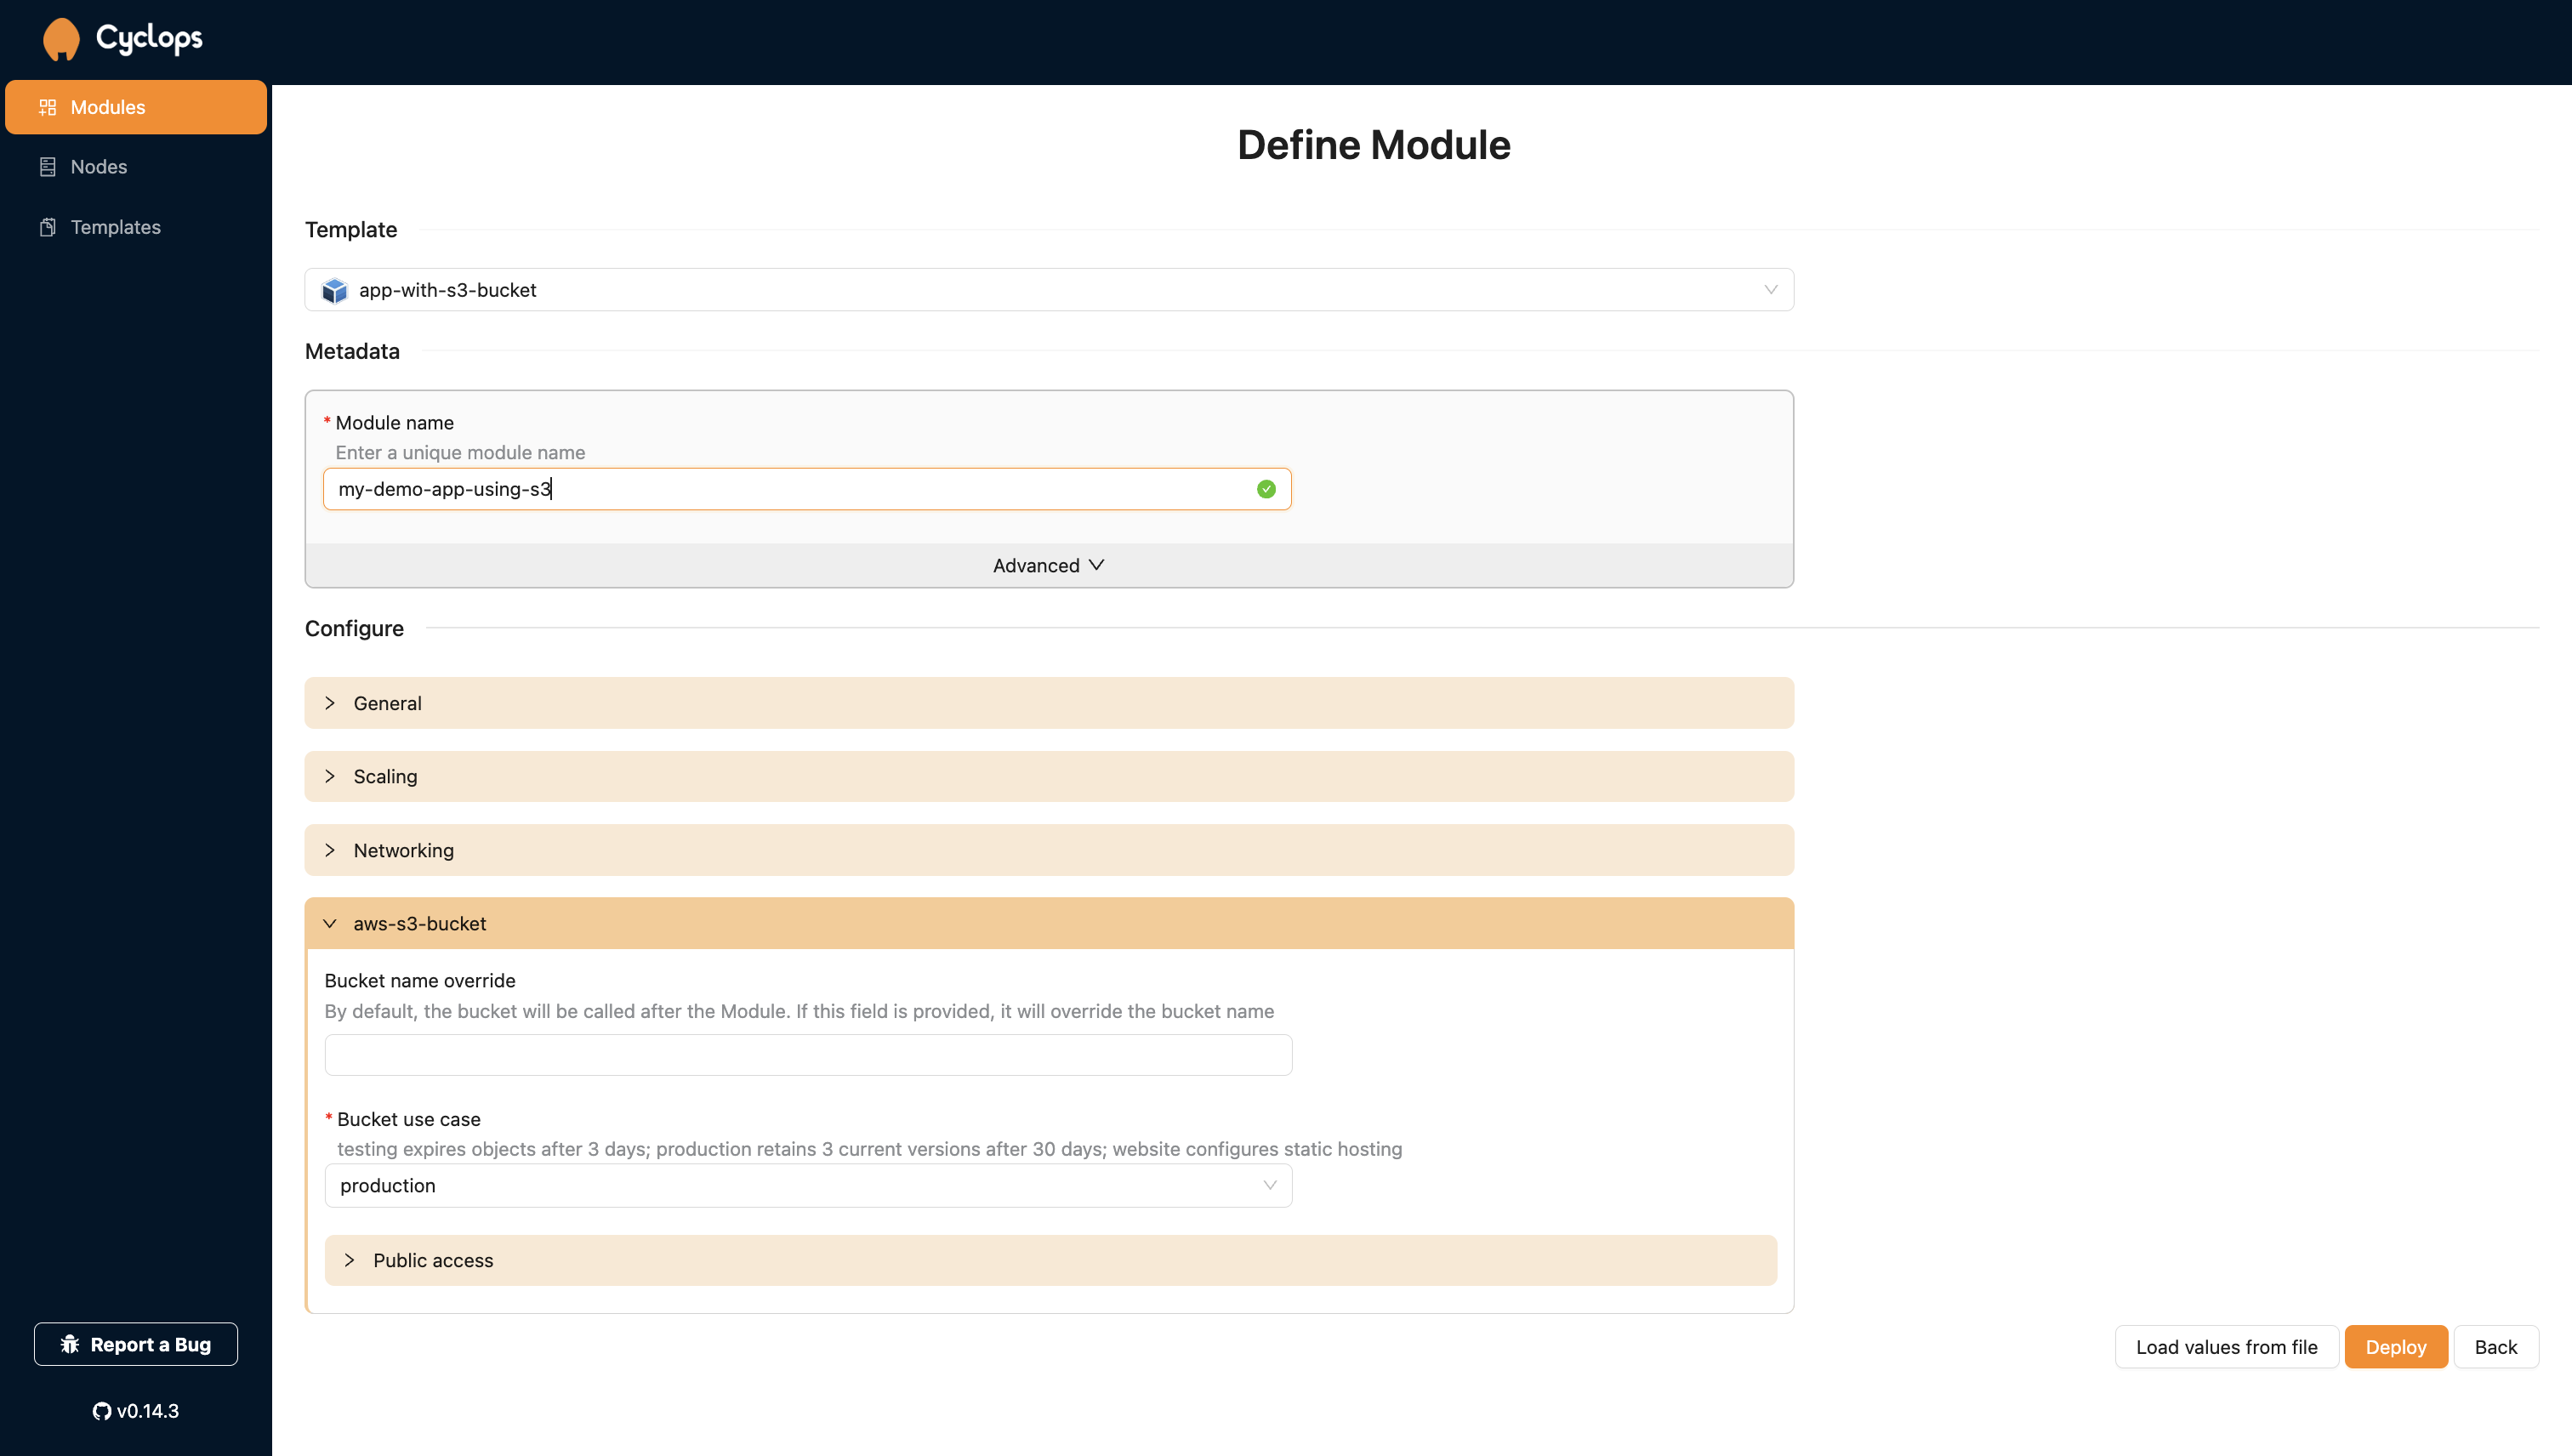 Cyclops
Modules
Nodes
Templates
Define Module
Template
app-with-s3-bucket
Metadata
* Module name
Enter a unique module name
my-demo-app-using-s3
Advanced
Configure
General
Scaling
Networking
aws-s3-bucket
Bucket name override
By default, the bucket will be called after the Module. If this field is provided, it will override the bucket name
* Bucket use case
testing expires objects after 3 days; production retains 3 current versions after 30 days; website configures static hosting
production
Public access
Load values from file
Deploy
Back
Report a Bug
v0.14.3